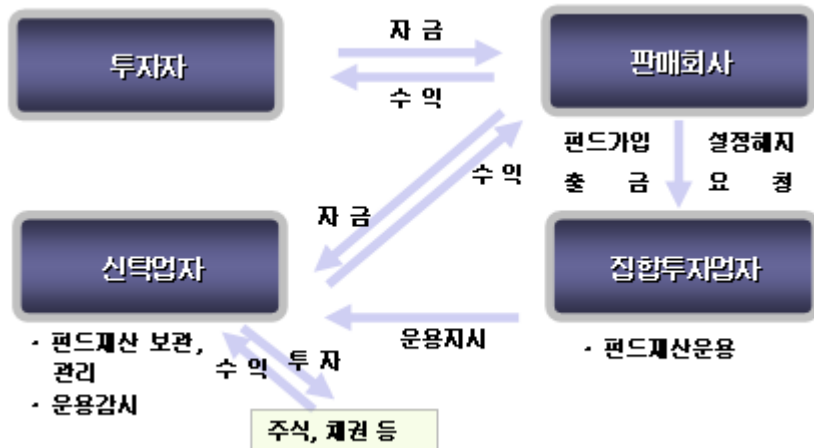 자 금
투자자
판매회사
수 익
펀드가입 설정해지
출 금 요 청
수 익
자 금
신탁업자
집합투자업자
운용지시
· 펀드재산 보관,
관리
· 운용감시
수 익
투 자
· 펀드재산운용
주식, 채권 등